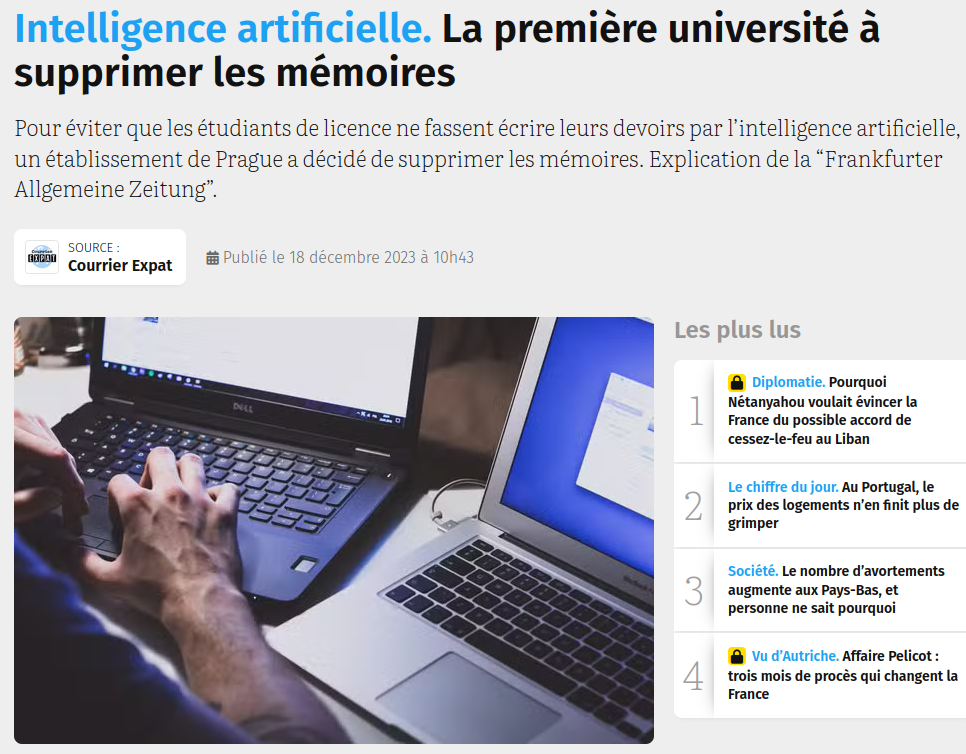 Intelligence artificielle. La première université à
supprimer les mémoires
Pour éviter que les étudiants de licence ne fassent écrire leurs devoirs par l’intelligence artificielle,
un établissement de Prague a décidé de supprimer les mémoires. Explication de la “Frankfurter
Allgemeine Zeitung”.
EXPAT
SOURCE :
Courrier Expat
Publié le 18 décembre 2023 à 10h43
DELL
Les plus lus
1
Diplomatie. Pourquoi
Nétanyahou voulait évincer la
France du possible accord de
cessez-le-feu au Liban
2
Le chiffre du jour. Au Portugal, le
prix des logements n’en finit plus de
grimper
3
Société. Le nombre d’avortements
augmente aux Pays-Bas, et
personne ne sait pourquoi
4
Vu d’Autriche. Affaire Pelicot :
trois mois de procès qui changent la
France